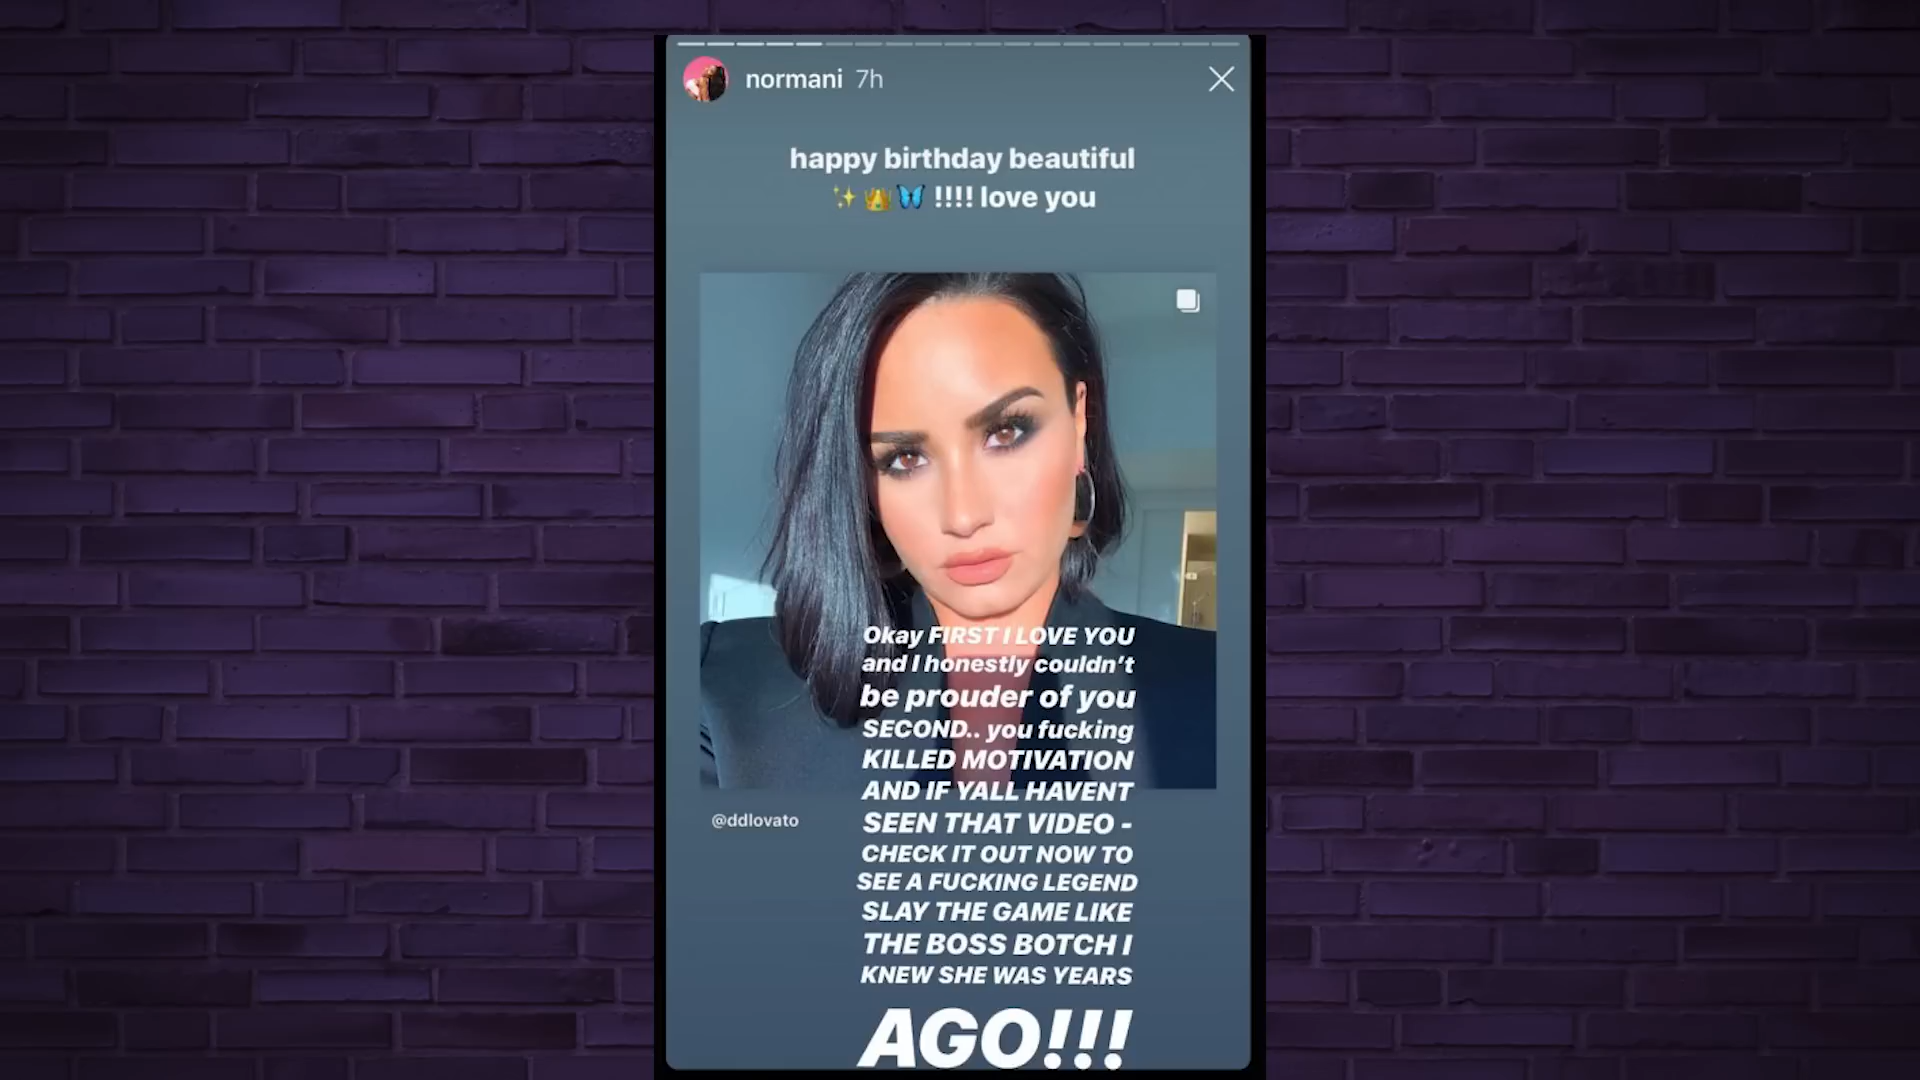 normani 7h
happy birthday beautiful
✨👑🦋 !!!! love you
Okay FIRST I LOVE YOU
and I honestly couldn't
be prouder of you
SECOND.. you fucking
KILLED MOTIVATION
AND IF YALL HAVENT
SEEN THAT VIDEO -
@ddlovato
CHECK IT OUT NOW TO
SEE A FUCKING LEGEND
SLAY THE GAME LIKE
THE BOSS BOTCH I
KNEW SHE WAS YEARS
AGO!!!